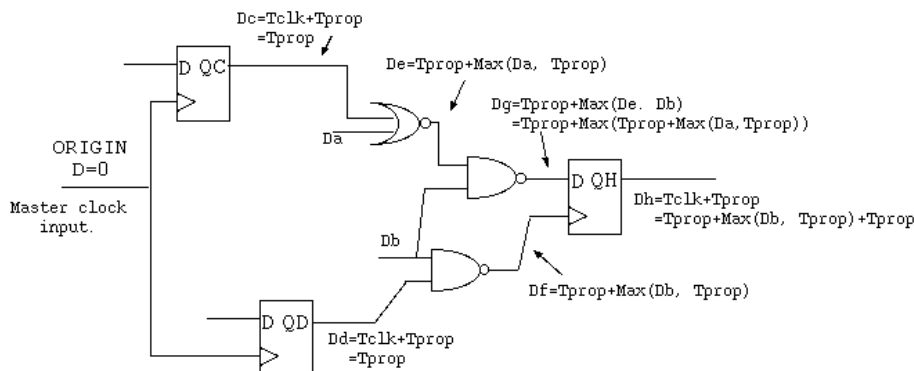 Dc=Tclk+Tprop
=Tprop
D QC
De=Tprop+Max(Da, Tprop)
Dg=Tprop+Max(De. Db)
=Tprop+Max(Tprop+Max(Da,Tprop))
Da
ORIGIN
D=0
Master clock
input.
D QH
Dh=Tclk+Tprop
=Tprop+Max(Db, Tprop)+Tprop
Db
Df=Tprop+Max(Db, Tprop)
D QD
Dd=Tclk+Tprop
=Tprop